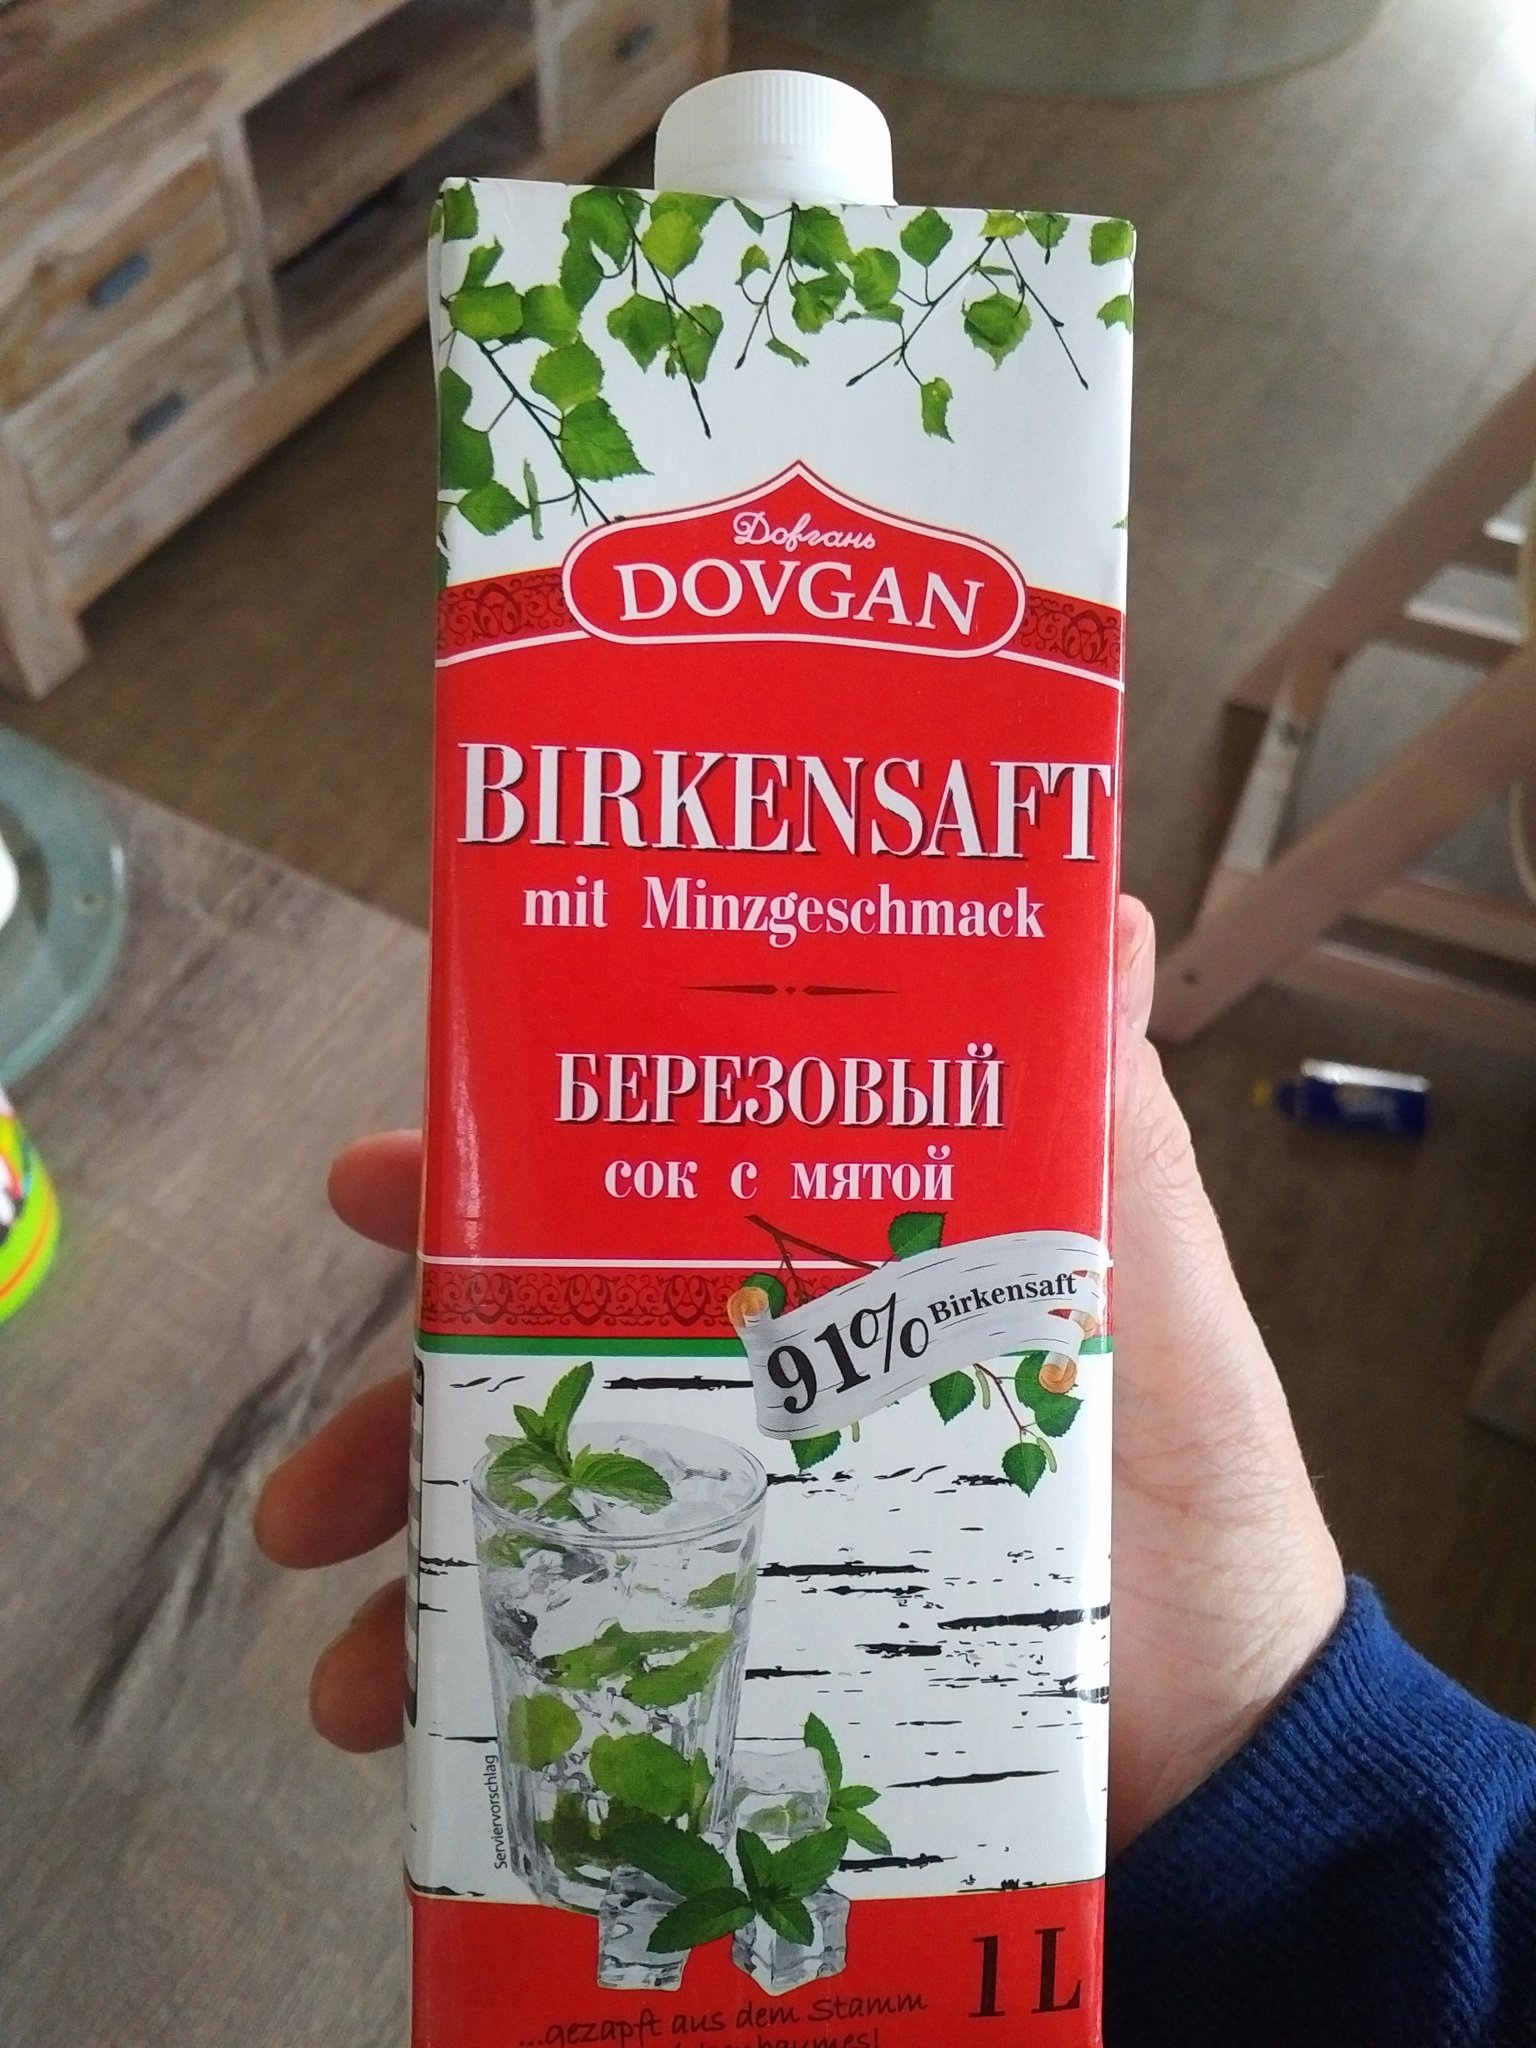 Довгань
DOVGAN
BIRKENSAFT
mit Minzgeschmack
БЕРЕЗОВЫЙ
сок с мятой
91% Birkensaft
Serviervorschlag
1 L
...gezapft aus dem Stamm